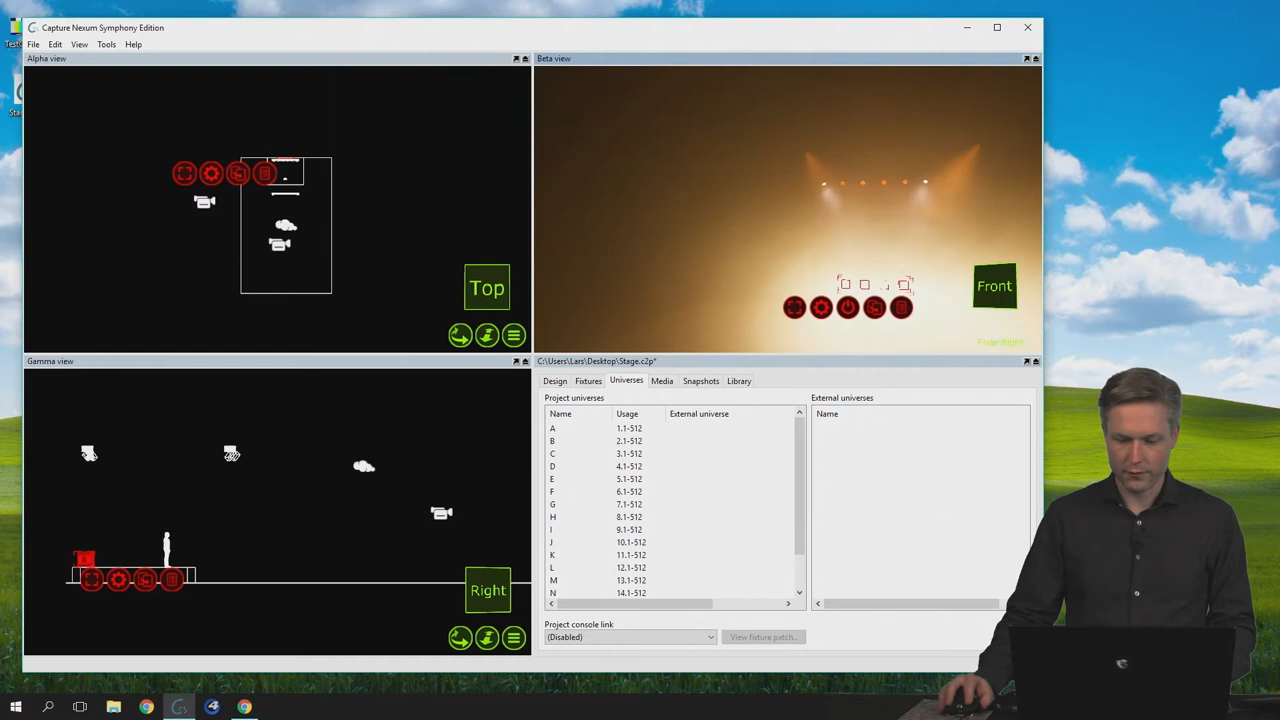 Capture Nexum Symphony Edition
File Edit View Tools Help
Alpha view
Top
Beta view
Front
Gamma view
Right
C:\Users\Lars\Desktop\Stage.c2p*
Design Fixtures Universes Media Snapshots Library
Project universes
Name Usage External universe
A 1.1-512
B 2.1-512
C 3.1-512
D 4.1-512
E 5.1-512
F 6.1-512
G 7.1-512
H 8.1-512
I 9.1-512
J 10.1-512
K 11.1-512
L 12.1-512
M 13.1-512
N 14.1-512
External universes
Name
Project console link
(Disabled)
View fixture patch...